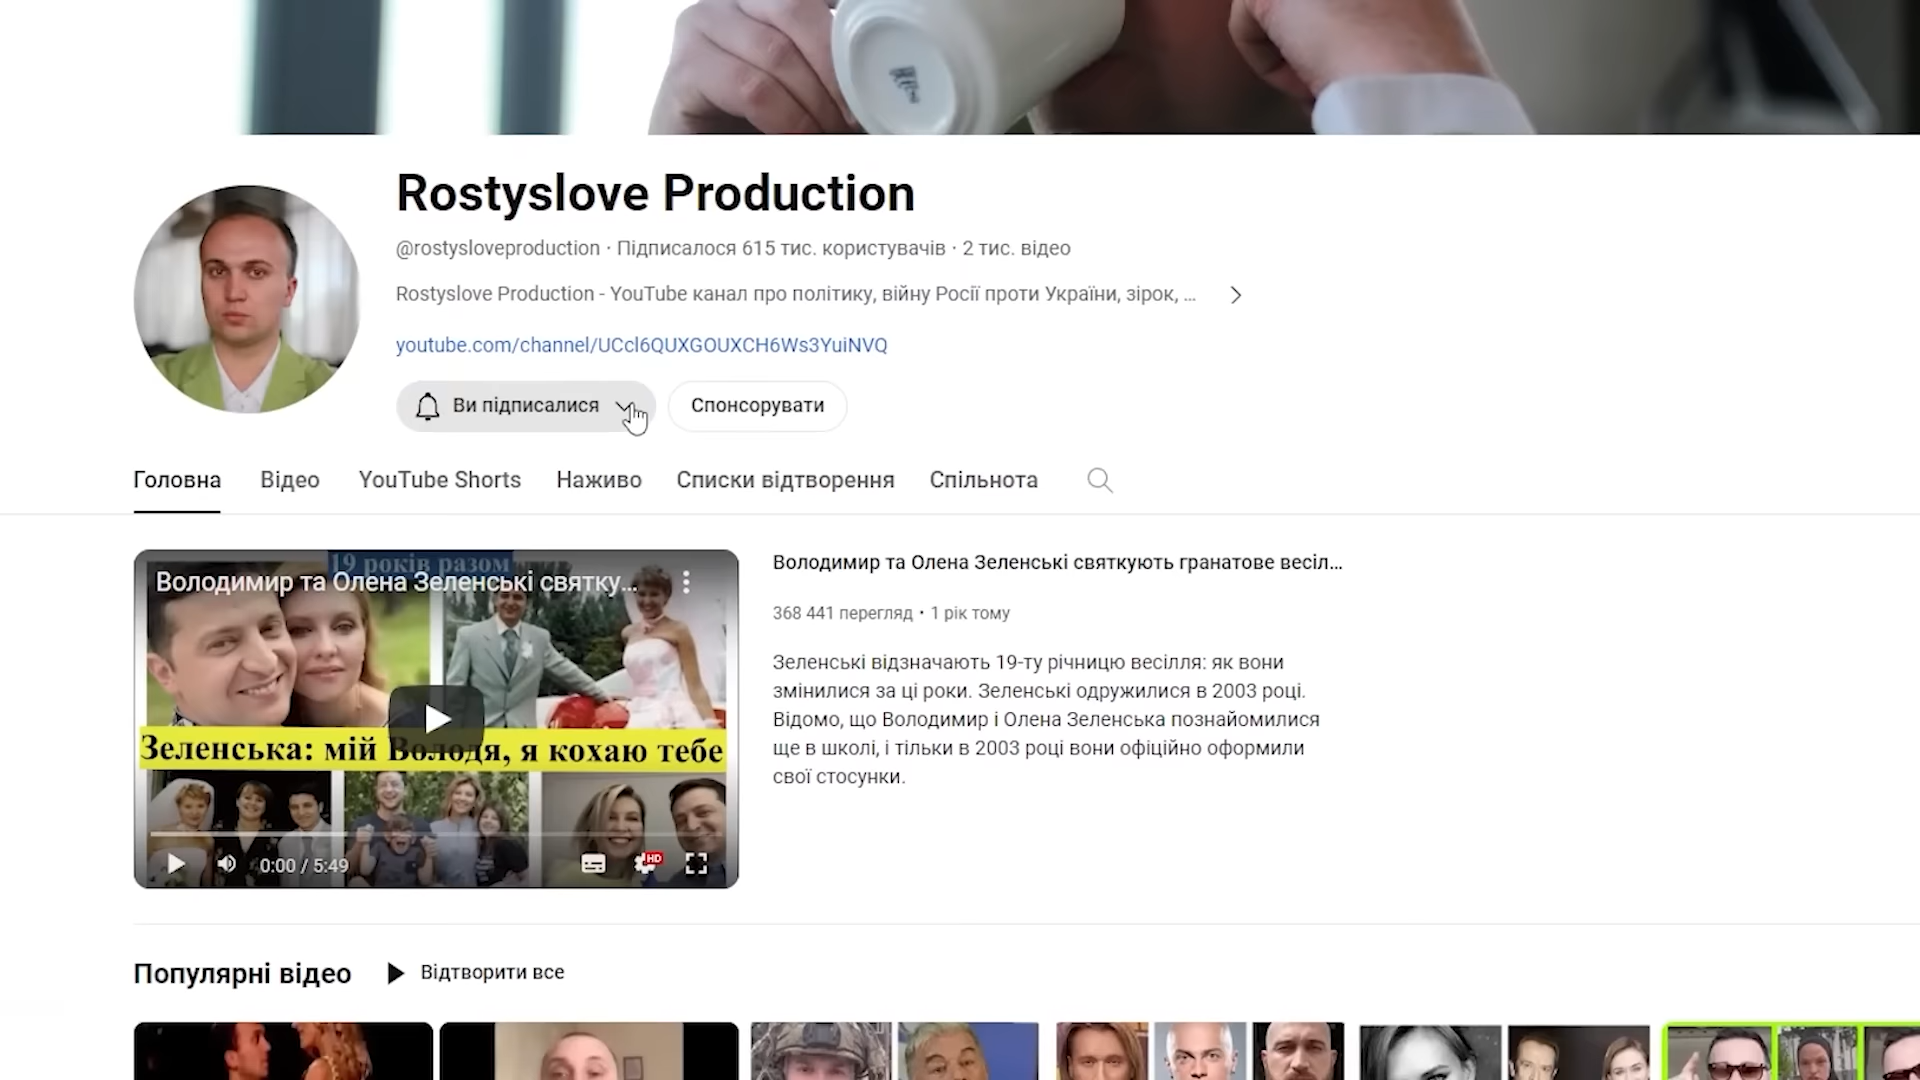 Rostyslove Production
@rostysloveproduction · Підписалося 615 тис. користувачів · 2 тис. відео
Rostyslove Production - YouTube канал про політику, війну Росії проти України, зірок, ...
youtube.com/channel/UCcl6QUXGOUXCH6Ws3YuiNVQ
Ви підписалися
Спонсорувати
Головна
Відео
YouTube Shorts
Наживо
Списки відтворення
Спільнота
19 років разом
Володимир та Олена Зеленські святку...
Зеленська: мій Володя, я кохаю тебе
0:00 / 5:49
HD
Володимир та Олена Зеленські святкують гранатове весіл...
368 441 перегляд • 1 рік тому
Зеленські відзначають 19-ту річницю весілля: як вони
змінилися за ці роки. Зеленські одружилися в 2003 році.
Відомо, що Володимир і Олена Зеленська познайомилися
ще в школі, і тільки в 2003 році вони офіційно оформили
свої стосунки.
Популярні відео
Відтворити все